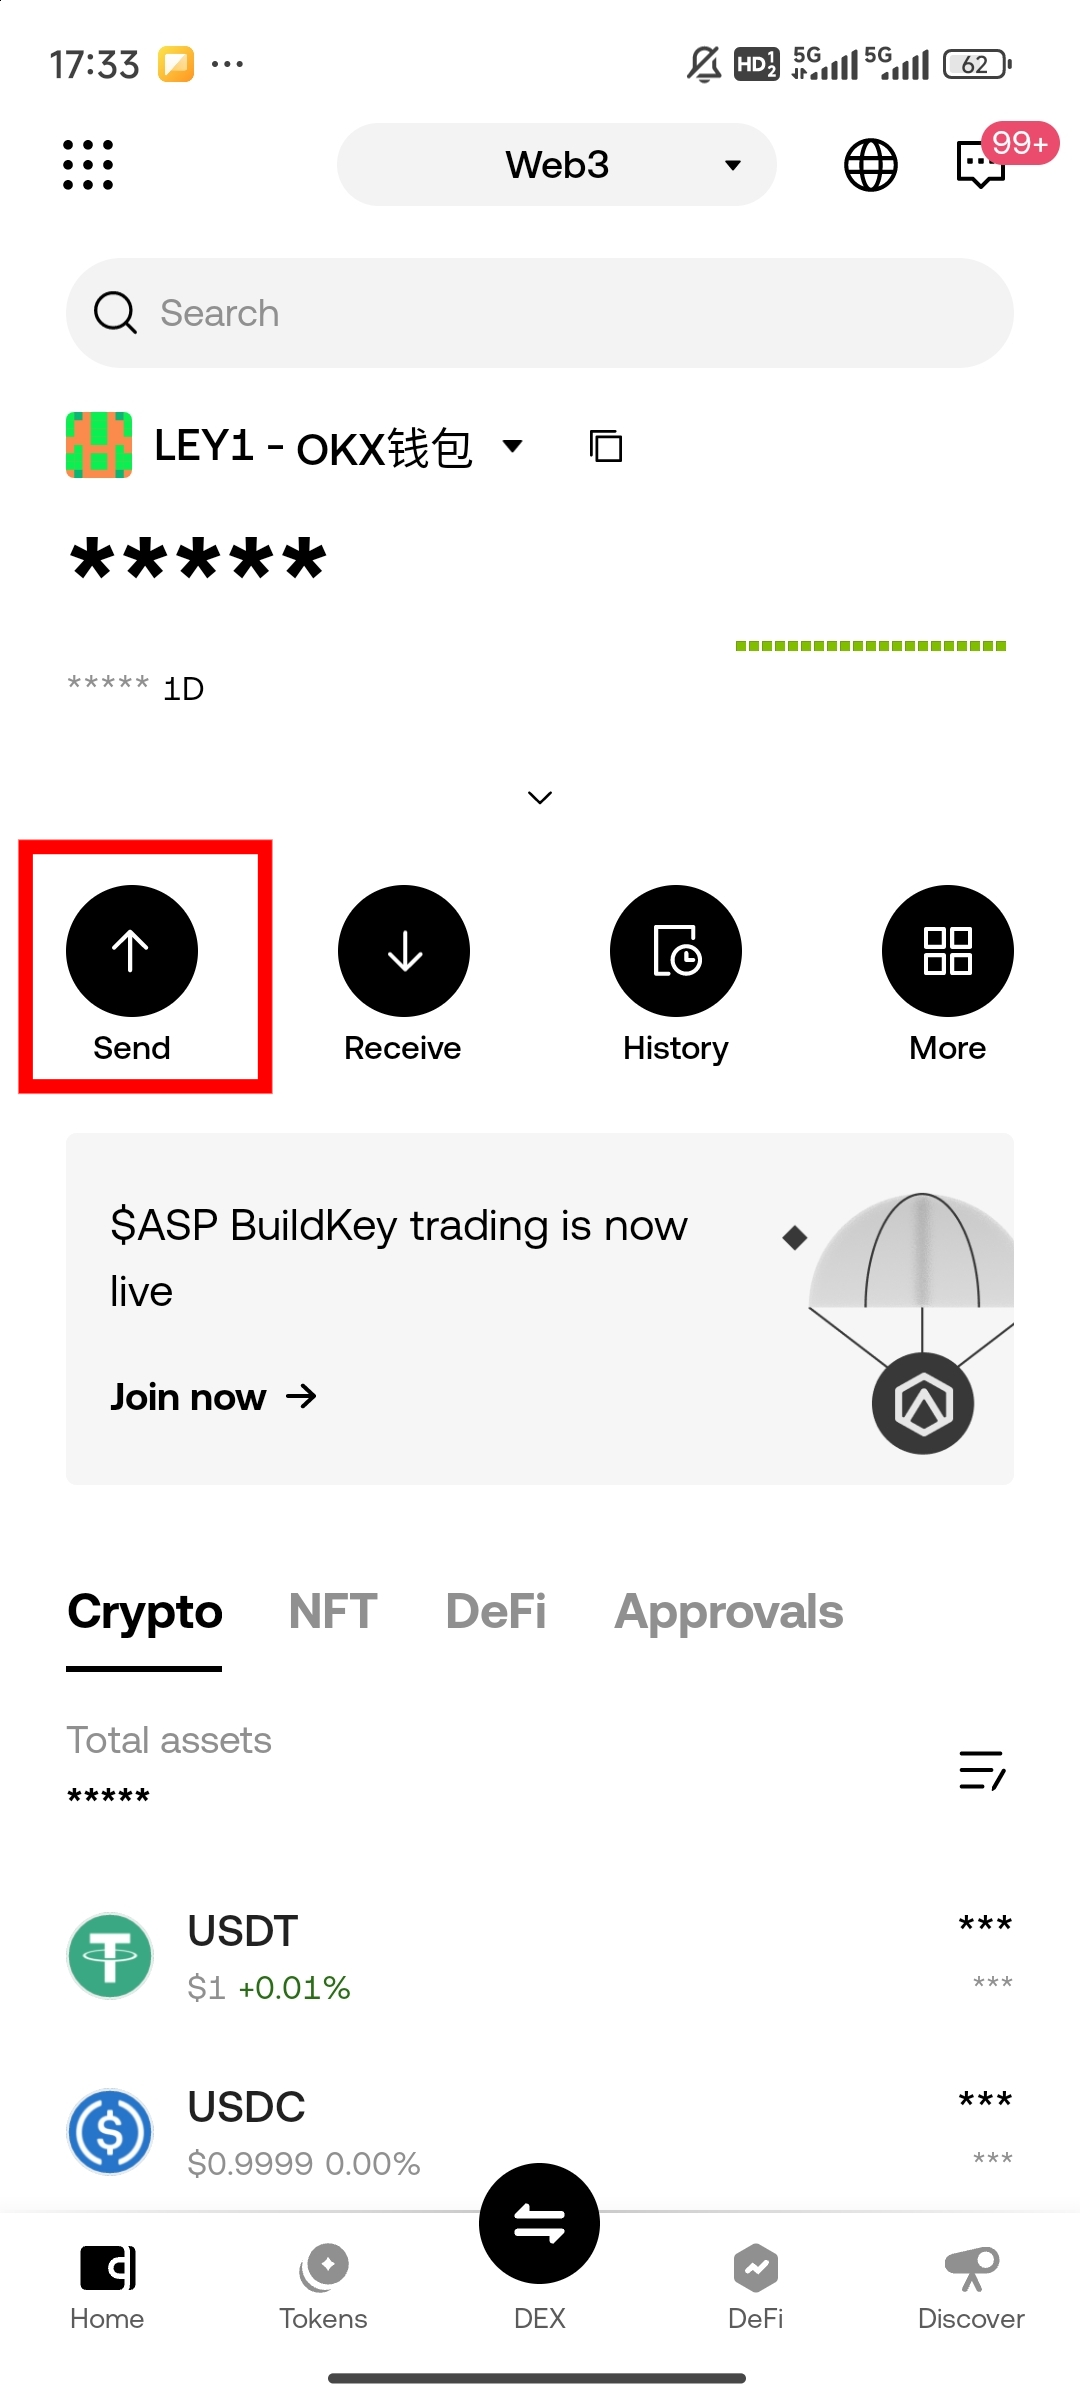 17:33 ... HD 1 2 5G 5G 62
Web3
99+
Search
LEY1 - OKX钱包
*****
***** 1D
Send Receive History More
$ASP BuildKey trading is now
live
Join now →
Crypto NFT DeFi Approvals
Total assets
*****
USDT ***
$1 +0.01% ***
USDC ***
$0.9999 0.00% ***
Home Tokens DEX DeFi Discover